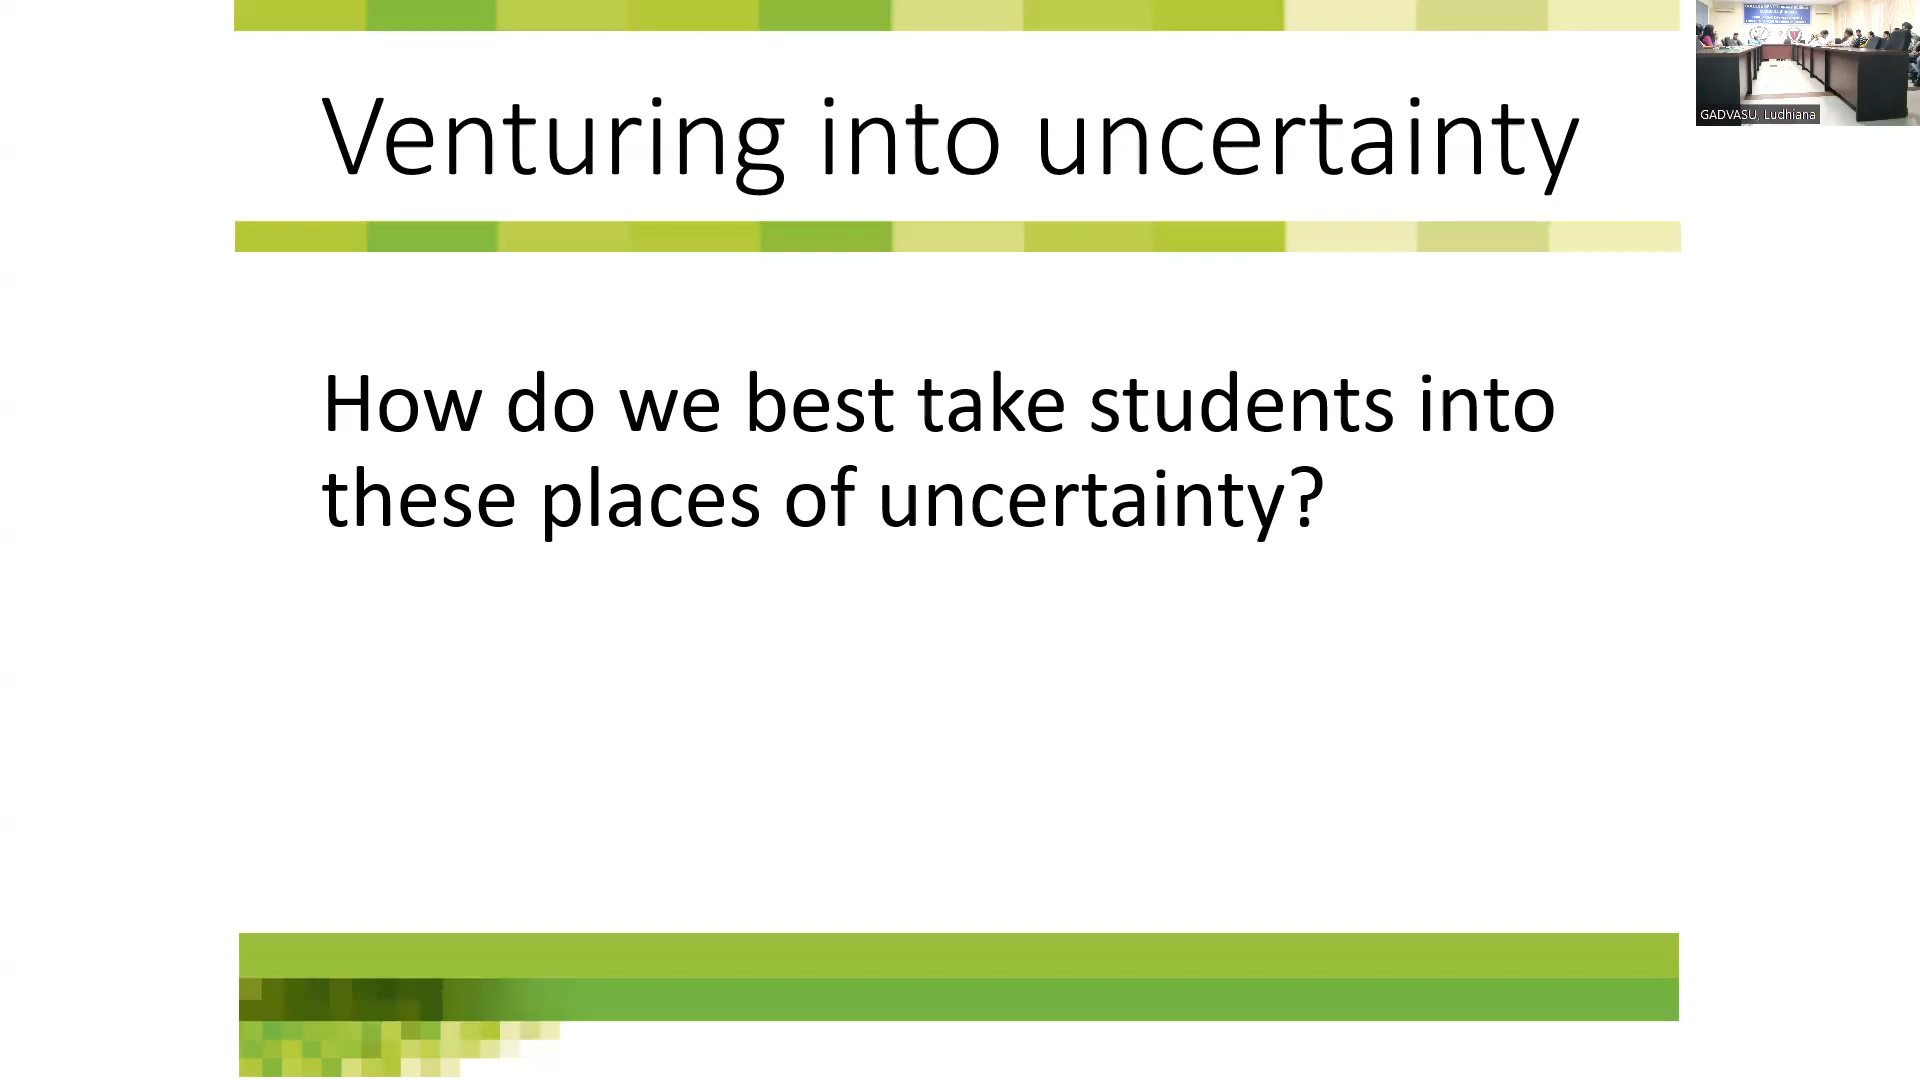 Venturing into uncertainty
GADVASU, Ludhiana
How do we best take students into
these places of uncertainty?